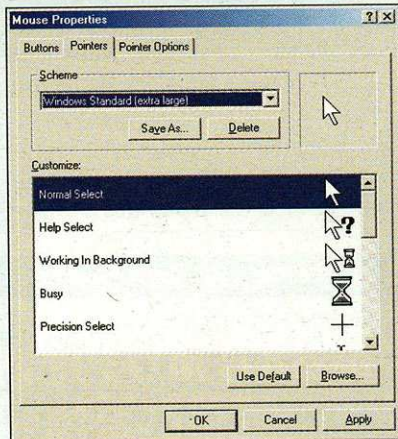 Mouse Properties
Buttons Pointers Pointer Options
Scheme
Windows Standard (extra large)
Save As... Delete
Customize:
Normal Select
Help Select
Working In Background
Busy
Precision Select
Use Default Browse...
OK Cancel Apply